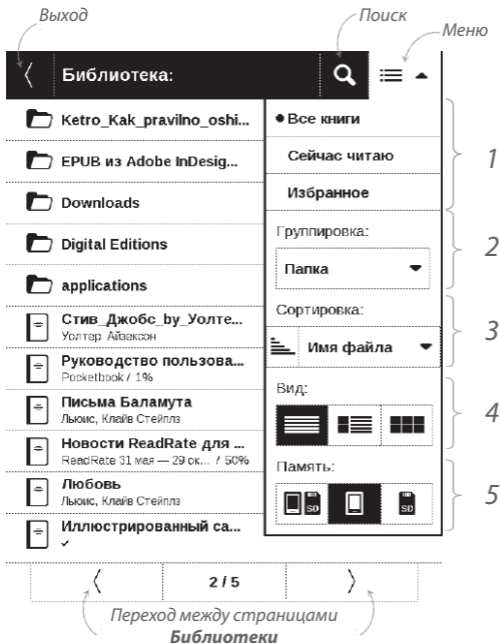 Выход
Поиск
Меню
Библиотека:
Ketro_Kak_pravilno_oshi...
EPUB из Adobe InDesig...
Downloads
Digital Editions
applications
Стив_Джобс_by_Уолте...
Уолтер Айзексон
Руководство пользова...
Pocketbook / 1%
Письма Баламута
Льюис, Клайв Стейплз
Новости ReadRate для ...
ReadRate 31 мая — 29 ок... / 50%
Любовь
Льюис, Клайв Стейплз
Иллюстрированный са...
Все книги
Сейчас читаю
Избранное
1
Группировка:
Папка
2
Сортировка:
Имя файла
3
Вид:
4
Память:
SD
SD
5
2 / 5
Переход между страницами
Библиотеки